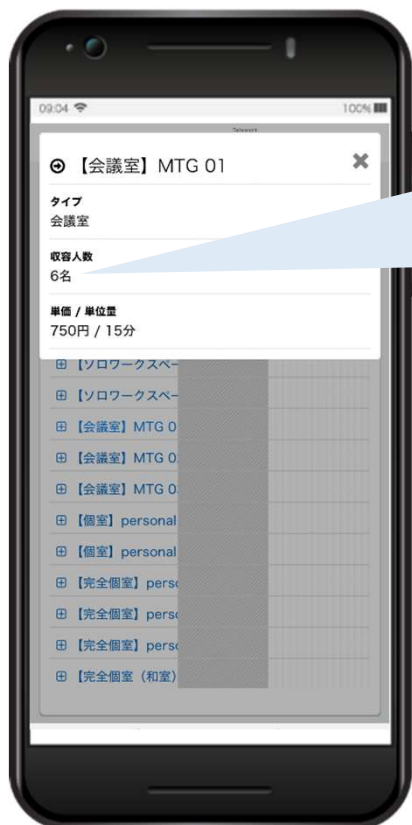 09:04
100%
【会議室】MTG 01
タイプ
会議室
収容人数
6名
単価 / 単位量
750円 / 15分
【ソロワークスペー
【ソロワークスペー
【会議室】MTG 0
【会議室】MTG 0
【会議室】MTG 0
【個室】personal
【個室】personal
【完全個室】perso
【完全個室】perso
【完全個室】perso
【完全個室（和室）